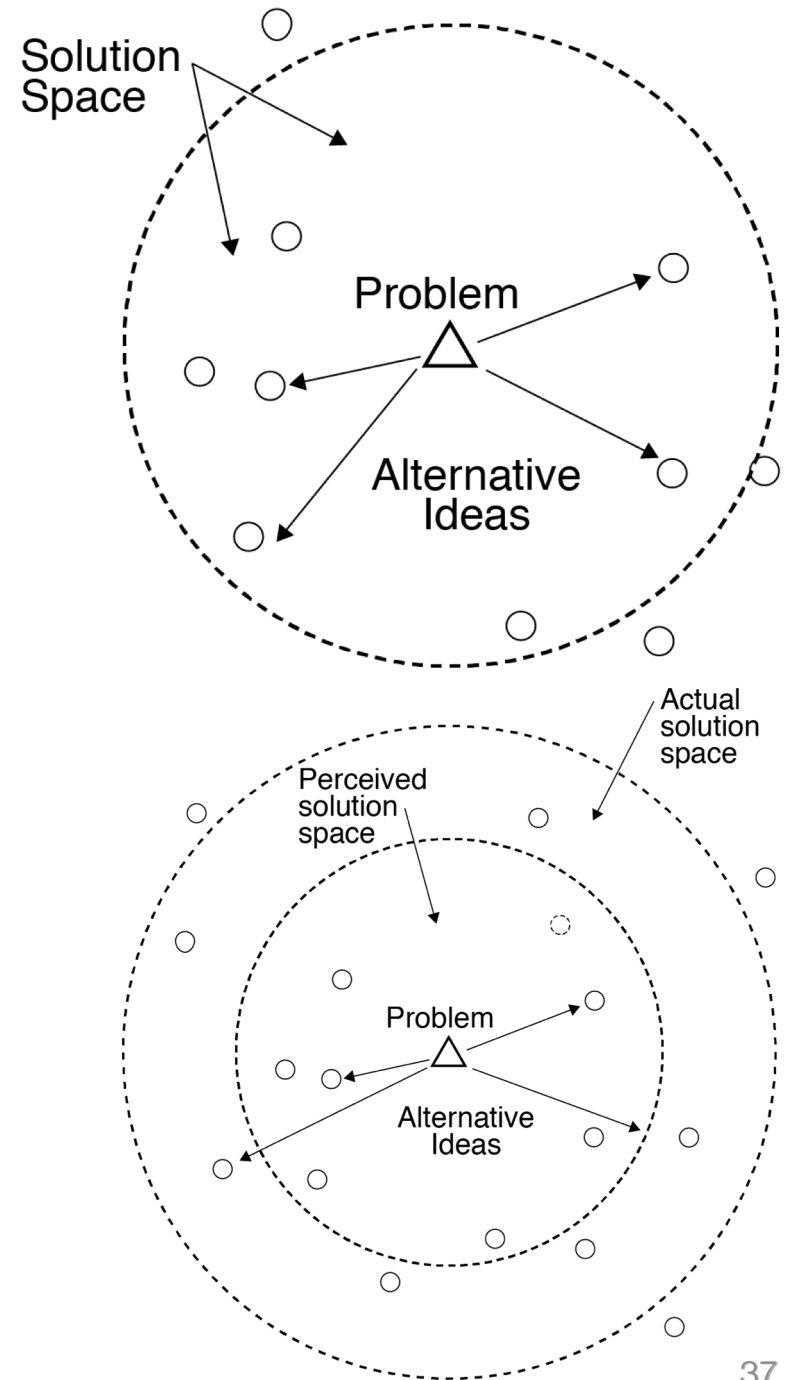 Solution
Space
Problem
Alternative
Ideas
Actual
solution
space
Perceived
solution
space
Problem
Alternative
Ideas
37